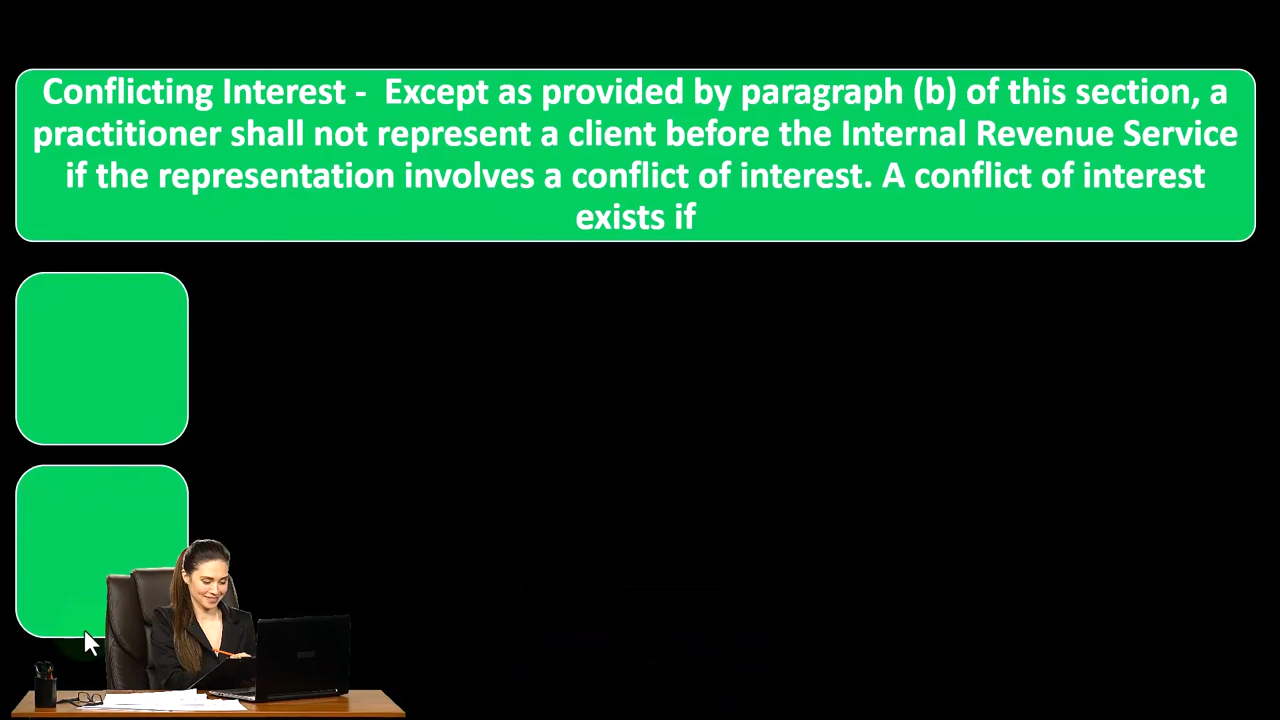 Conflicting Interest -  Except as provided by paragraph (b) of this section, a
practitioner shall not represent a client before the Internal Revenue Service
if the representation involves a conflict of interest. A conflict of interest
exists if